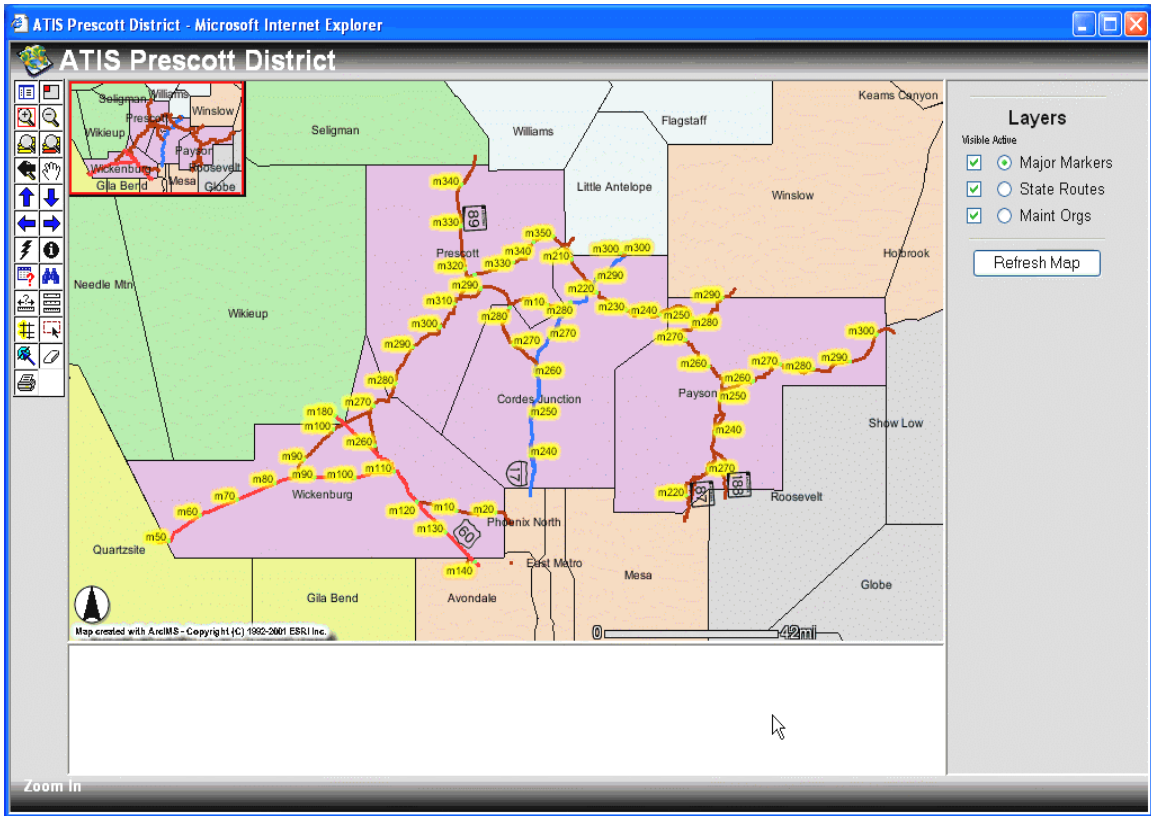 ATIS Prescott District - Microsoft Internet Explorer
ATIS Prescott District
Seligman
Williams
Prescott
Winslow
Wikieup
Payson
Wickenburg
Roosevelt
Gila Bend
Mesa
Globe
Keams Canyon
Seligman
Williams
Flagstaff
Little Antelope
Winslow
Holbrook
Needle Mtn
Wikieup
Prescott
m340
m330
89
m320
m290
m310
m300
m290
m280
m270
m180
m100
m260
m90
m330
m340
m350
m210
m300
m300
m290
m220
m280
m10
m280
m270
m270
m260
m230
m240
m250
m290
m280
m270
m260
m270
m280
m290
m300
m260
Payson
m250
m240
Cordes Junction
m250
m240
17
m270
m220
87
188
Show Low
Roosevelt
m80
m90
m100
m110
m70
Wickenburg
m60
m50
m120
m10
m20
m130
60
Phoenix North
m140
Quartzsite
East Metro
Mesa
Globe
Gila Bend
Avondale
Map created with ArcIMS - Copyright (C) 1992-2001 ESRI Inc.
0 42mi
Layers
Visible Active
Major Markers
State Routes
Maint Orgs
Refresh Map
Zoom In